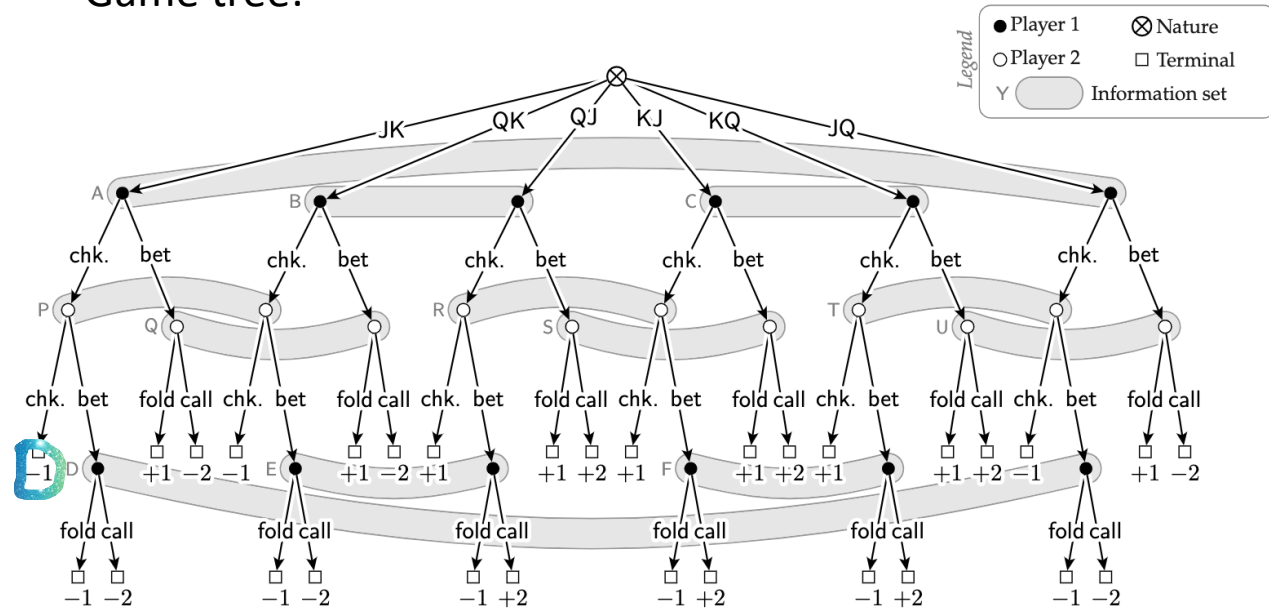 Game tree:
Legend
Player 1
Nature
Player 2
Terminal
Y
Information set
JK QK QJ KJ KQ JQ
A B C
chk. bet chk. bet chk. bet chk. bet chk. bet chk. bet
P Q R S T U
chk. bet fold call chk. bet fold call chk. bet fold call chk. bet fold call chk. bet fold call chk. bet fold call
−1 D +1 −2 −1 E +1 −2 +1 +1 +2 +1 F +1 +2 +1 +1 +2 −1 +1 −2
fold call fold call fold call fold call fold call fold call
−1 −2 −1 −2 −1 +2 −1 +2 −1 +2 −1 −2